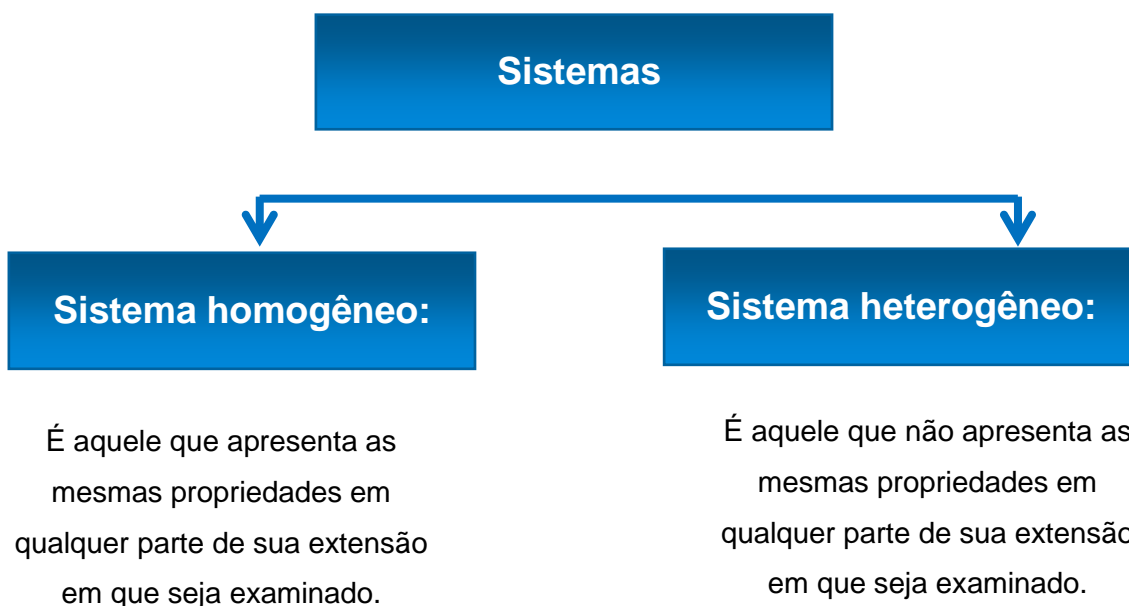 Sistemas
Sistema homogêneo:
É aquele que apresenta as
mesmas propriedades em
qualquer parte de sua extensão
em que seja examinado.
Sistema heterogêneo:
É aquele que não apresenta as
mesmas propriedades em
qualquer parte de sua extensão
em que seja examinado.